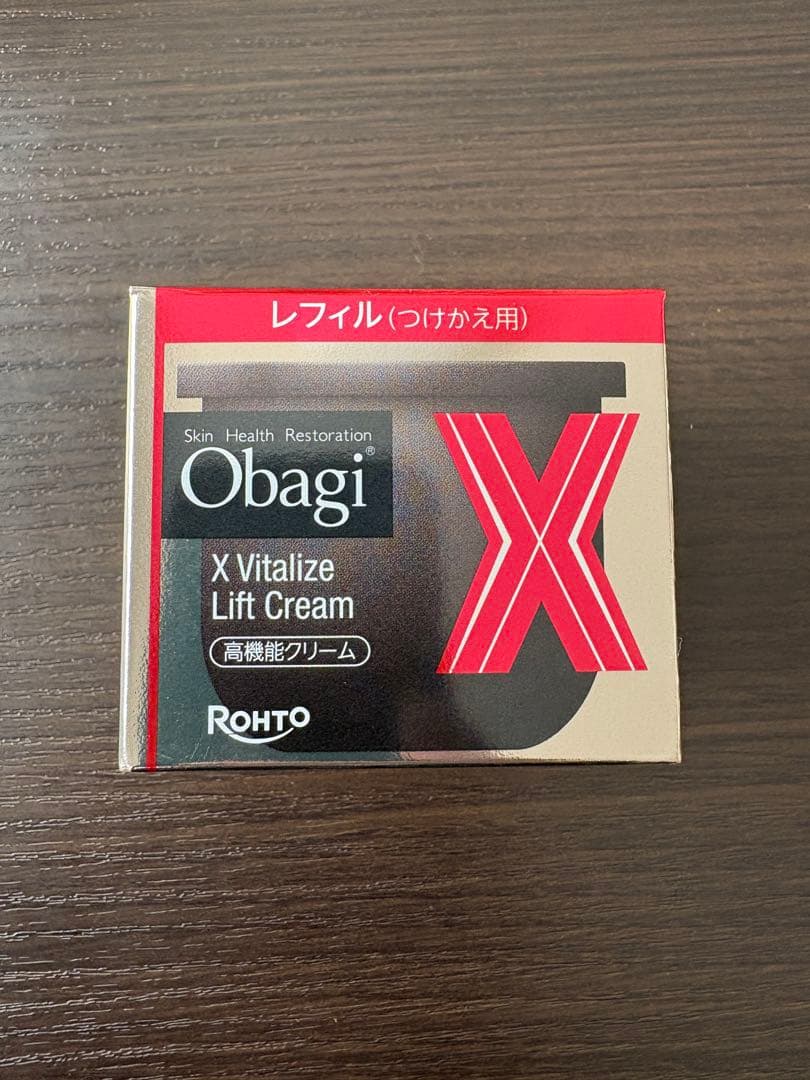 レフィル(つけかえ用)
Skin Health Restoration
Obagi®
X
X Vitalize
Lift Cream
高機能クリーム
ROHTO